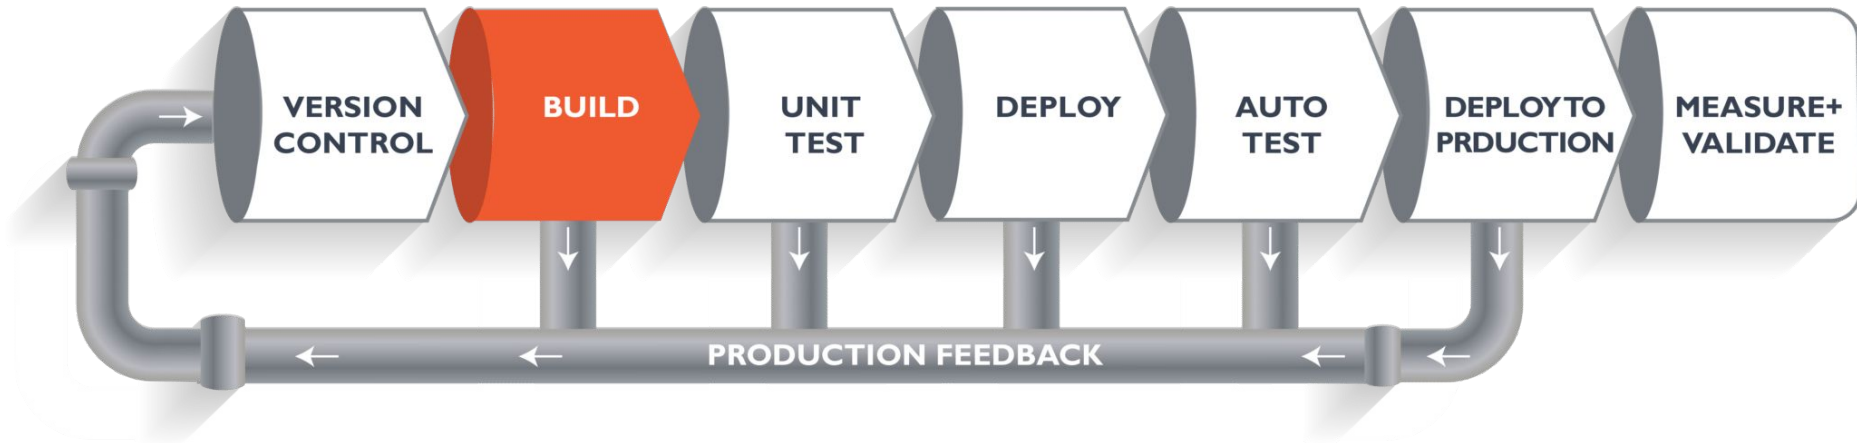 VERSION
CONTROL
BUILD
UNIT
TEST
DEPLOY
AUTO
TEST
DEPLOY TO
PRDUCTION
MEASURE+
VALIDATE
PRODUCTION FEEDBACK